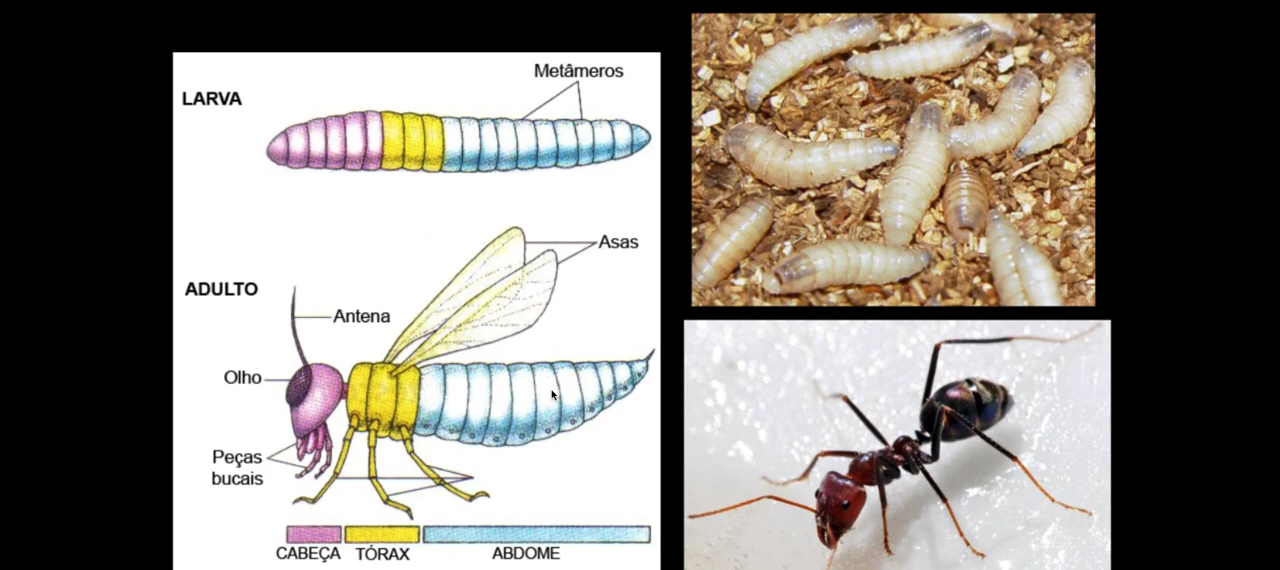 Metâmeros
LARVA
Asas
ADULTO
Antena
Olho
Peças
bucais
CABEÇA TÓRAX ABDOME